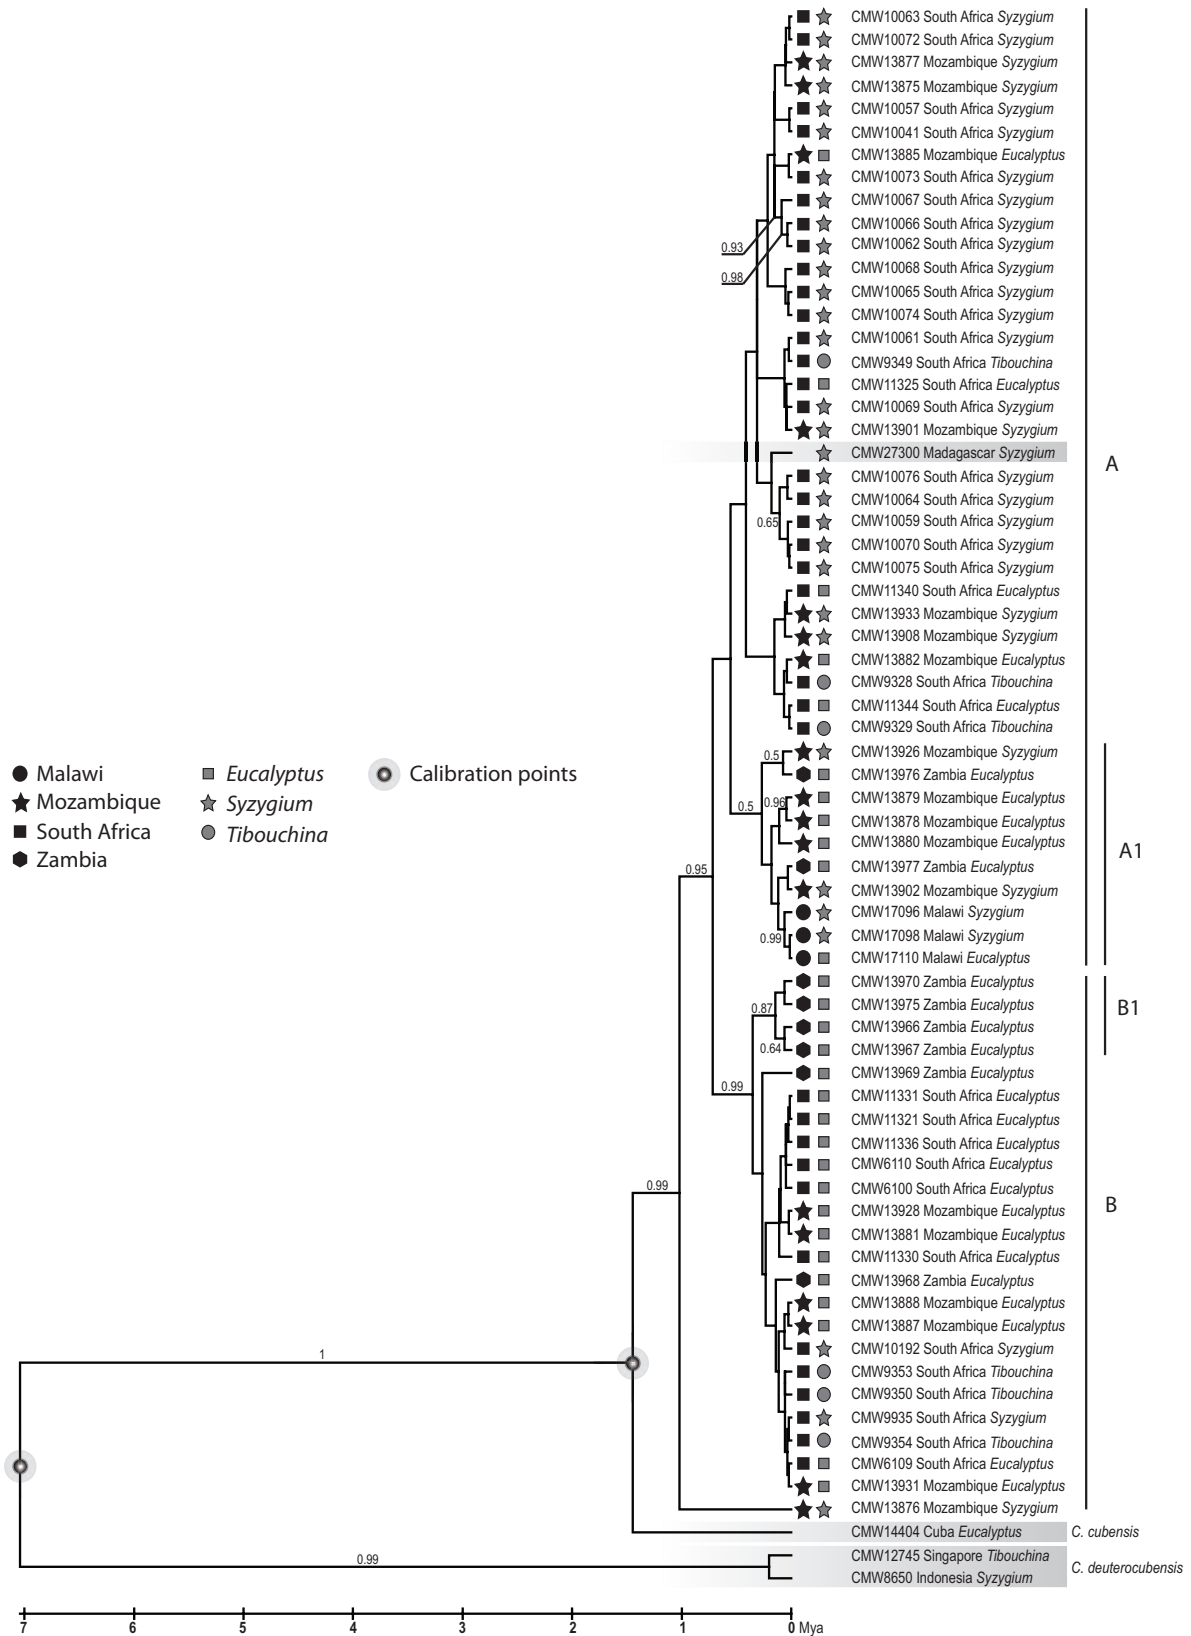 CMW10063 South Africa Syzygium
CMW10072 South Africa Syzygium
CMW13877 Mozambique Syzygium
CMW13875 Mozambique Syzygium
CMW10057 South Africa Syzygium
CMW10041 South Africa Syzygium
CMW13885 Mozambique Eucalyptus
CMW10073 South Africa Syzygium
CMW10067 South Africa Syzygium
CMW10066 South Africa Syzygium
0.93
CMW10062 South Africa Syzygium
CMW10068 South Africa Syzygium
0.98
CMW10065 South Africa Syzygium
CMW10074 South Africa Syzygium
CMW10061 South Africa Syzygium
CMW9349 South Africa Tibouchina
CMW11325 South Africa Eucalyptus
CMW10069 South Africa Syzygium
CMW13901 Mozambique Syzygium
CMW27300 Madagascar Syzygium
A
CMW10076 South Africa Syzygium
CMW10064 South Africa Syzygium
0.65
CMW10059 South Africa Syzygium
CMW10070 South Africa Syzygium
CMW10075 South Africa Syzygium
CMW11340 South Africa Eucalyptus
CMW13933 Mozambique Syzygium
CMW13908 Mozambique Syzygium
CMW13882 Mozambique Eucalyptus
CMW9328 South Africa Tibouchina
CMW11344 South Africa Eucalyptus
CMW9329 South Africa Tibouchina
0.5
CMW13926 Mozambique Syzygium
CMW13976 Zambia Eucalyptus
0.5
0.96
CMW13879 Mozambique Eucalyptus
CMW13878 Mozambique Eucalyptus
CMW13880 Mozambique Eucalyptus
A1
0.95
CMW13977 Zambia Eucalyptus
CMW13902 Mozambique Syzygium
CMW17096 Malawi Syzygium
0.99
CMW17098 Malawi Syzygium
CMW17110 Malawi Eucalyptus
Malawi
Mozambique
South Africa
Zambia
Eucalyptus
Syzygium
Tibouchina
Calibration points
CMW13970 Zambia Eucalyptus
0.87
CMW13975 Zambia Eucalyptus
B1
CMW13966 Zambia Eucalyptus
0.64
CMW13967 Zambia Eucalyptus
CMW13969 Zambia Eucalyptus
0.99
CMW11331 South Africa Eucalyptus
CMW11321 South Africa Eucalyptus
CMW11336 South Africa Eucalyptus
CMW6110 South Africa Eucalyptus
0.99
CMW6100 South Africa Eucalyptus
B
CMW13928 Mozambique Eucalyptus
CMW13881 Mozambique Eucalyptus
CMW11330 South Africa Eucalyptus
CMW13968 Zambia Eucalyptus
CMW13888 Mozambique Eucalyptus
CMW13887 Mozambique Eucalyptus
CMW10192 South Africa Syzygium
1
CMW9353 South Africa Tibouchina
CMW9350 South Africa Tibouchina
CMW9935 South Africa Syzygium
CMW9354 South Africa Tibouchina
CMW6109 South Africa Eucalyptus
CMW13931 Mozambique Eucalyptus
CMW13876 Mozambique Syzygium
CMW14404 Cuba Eucalyptus
C. cubensis
0.99
CMW12745 Singapore Tibouchina
C. deuterocubensis
CMW8650 Indonesia Syzygium
7 6 5 4 3 2 1 0 Mya